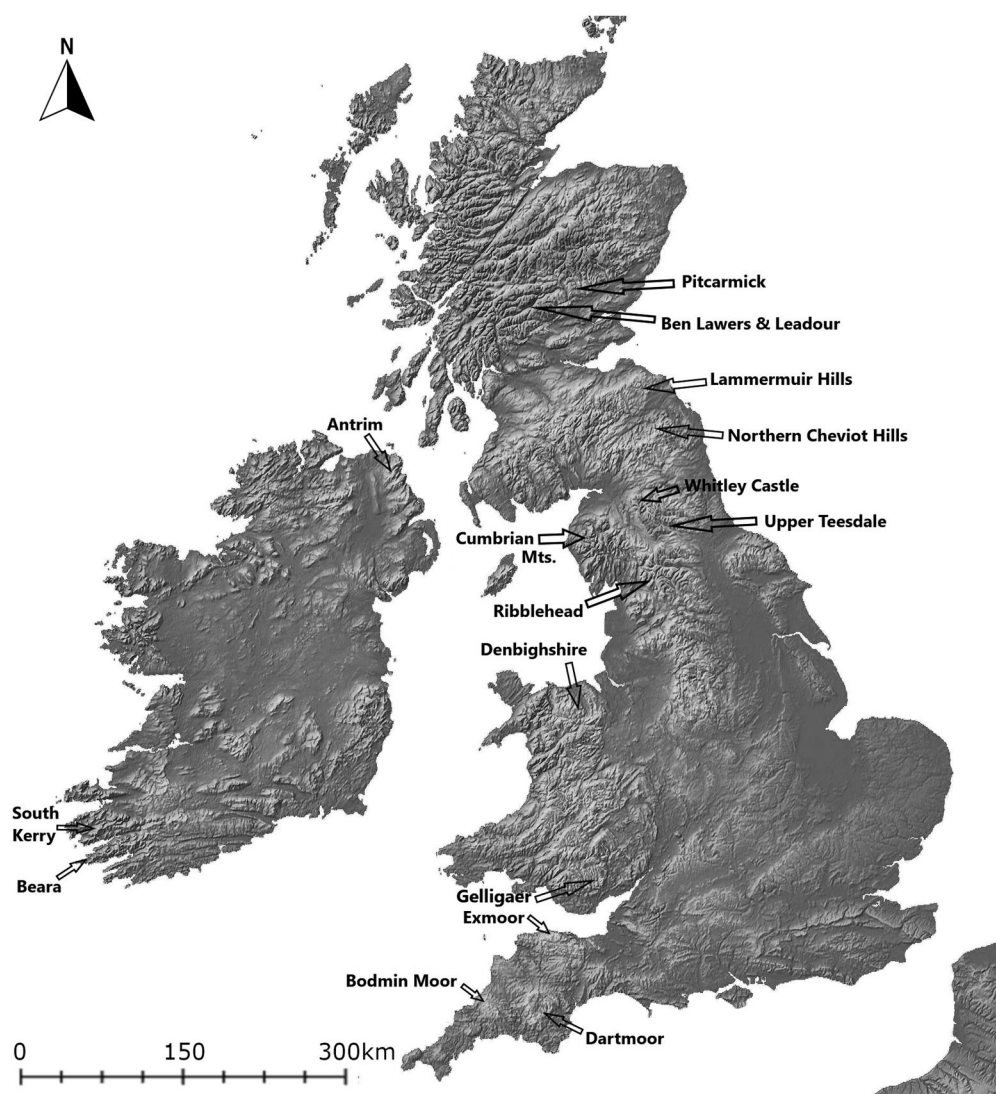 N
Pitcarmick
Ben Lawers & Leadour
Lammermuir Hills
Antrim
Northern Cheviot Hills
Whitley Castle
Upper Teesdale
Cumbrian
Mts.
Ribblehead
Denbighshire
South
Kerry
Beara
Gelligaer
Exmoor
Bodmin Moor
Dartmoor
0 150 300km